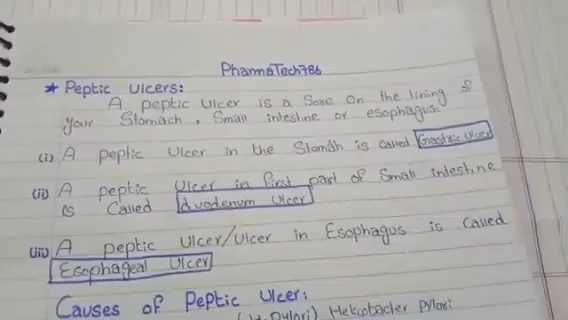 PharmaTech786
* Peptic Ulcers:
A peptic Ulcer is a Sore on the lining of
your Stomach, Small intestine or esophagus.
(i) A peptic Ulcer in the Stomach is called Gastric Ulcer
(ii) A peptic Ulcer in first part of Small intestine
is Called duodenum Ulcer
(iii) A peptic Ulcer/Ulcer in Esophagus is Called
Esophageal Ulcer
Causes of Peptic Ulcer:
(H. Pylori) Helicobacter Pylori